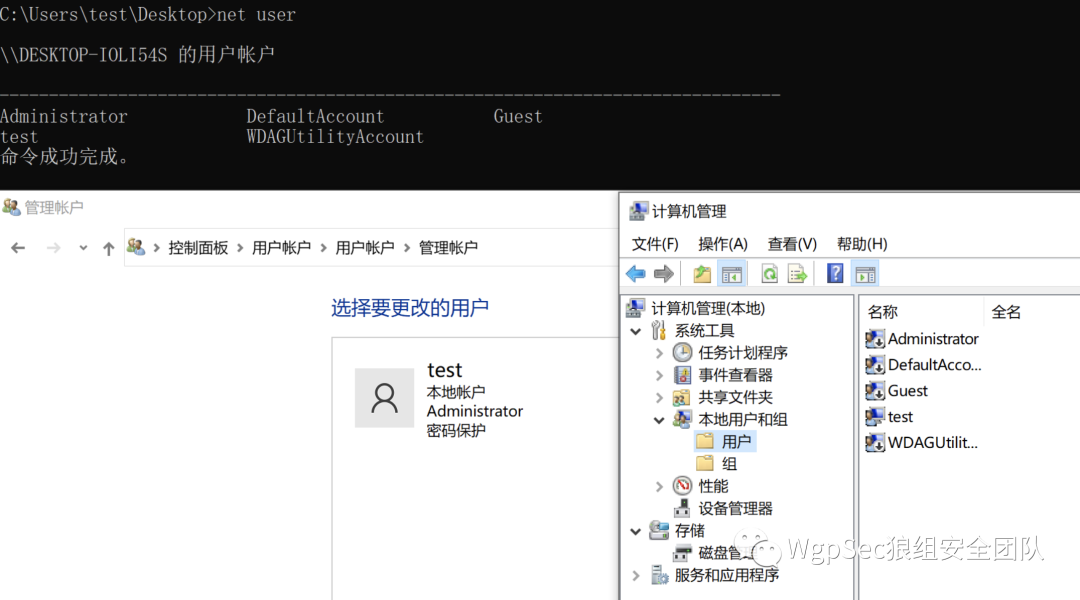 C:\Users\test\Desktop>net user
\\DESKTOP-IOLI54S 的用户帐户
-------------------------------------------------------------------------------
Administrator DefaultAccount Guest
test WDAGUtilityAccount
命令成功完成。
管理帐户
控制面板 > 用户帐户 > 用户帐户 > 管理帐户
选择要更改的用户
test
本地帐户
Administrator
密码保护
计算机管理
文件(F) 操作(A) 查看(V) 帮助(H)
计算机管理(本地)
系统工具
任务计划程序
事件查看器
共享文件夹
本地用户和组
用户
组
性能
设备管理器
存储
磁盘管
服务和应用程序
名称 全名
Administrator
DefaultAcco...
Guest
test
WDAGUtilit...
WgpSec狼组安全团队